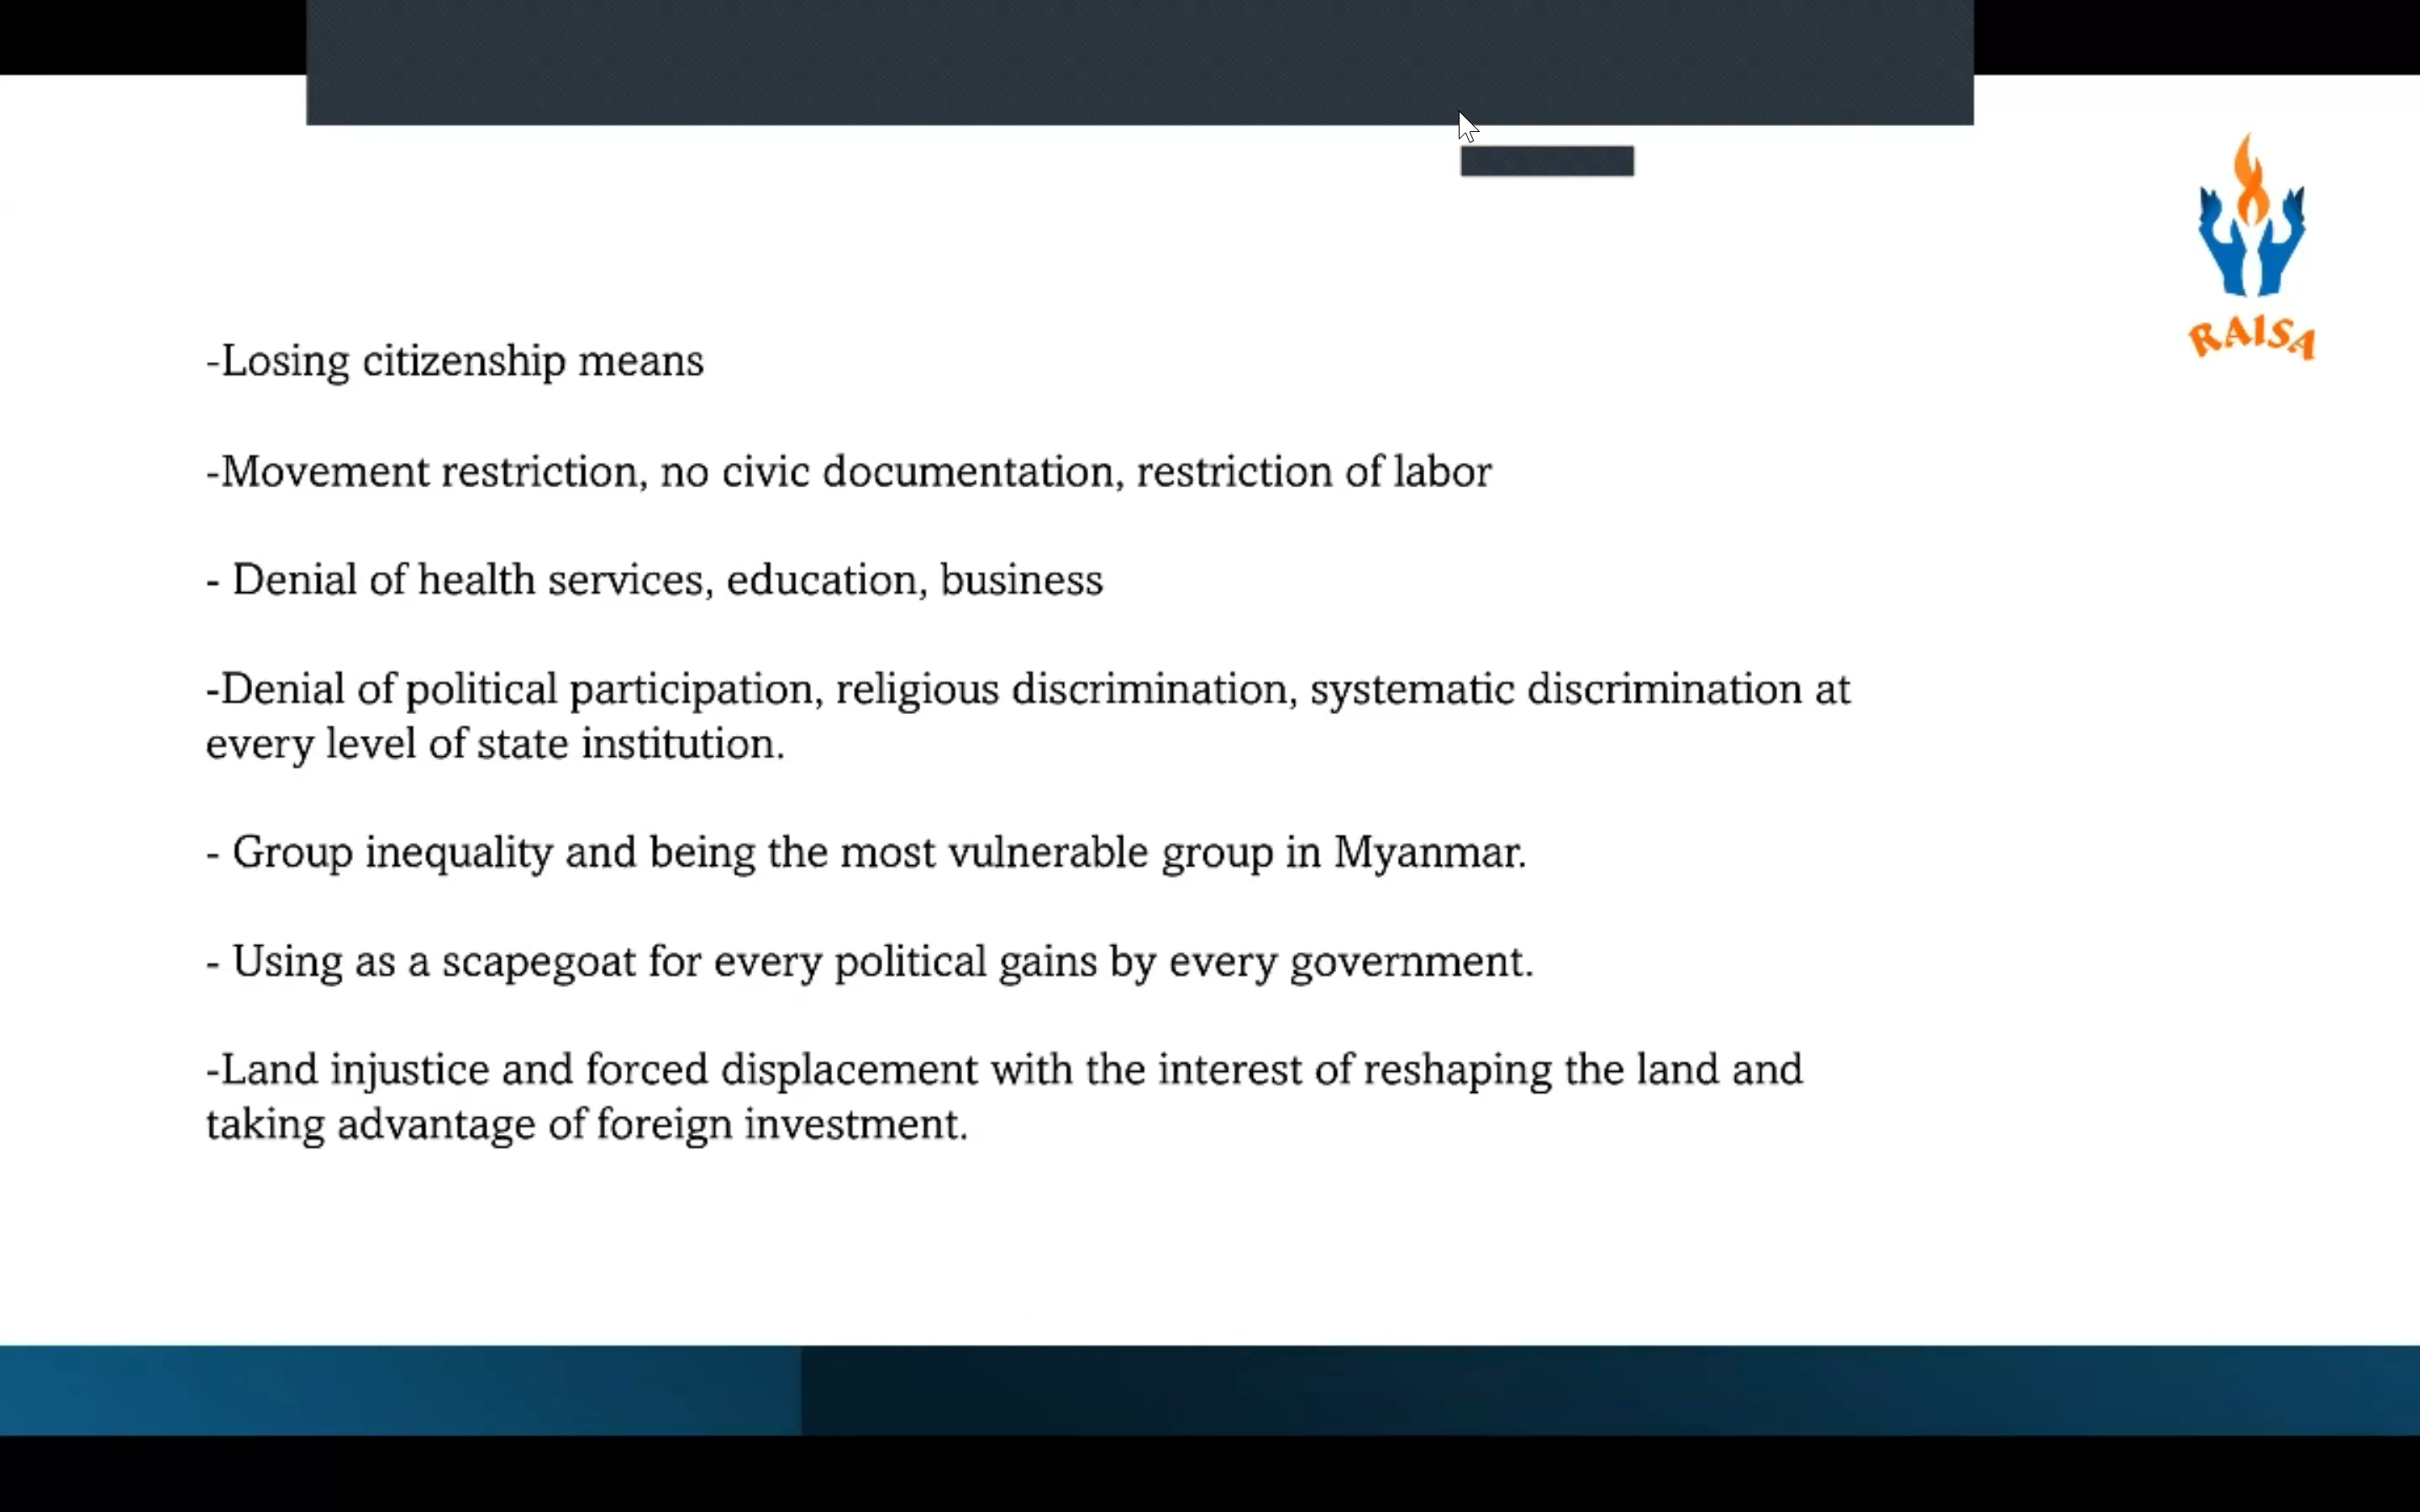 RAISA
-Losing citizenship means
-Movement restriction, no civic documentation, restriction of labor
- Denial of health services, education, business
-Denial of political participation, religious discrimination, systematic discrimination at
every level of state institution.
- Group inequality and being the most vulnerable group in Myanmar.
- Using as a scapegoat for every political gains by every government.
-Land injustice and forced displacement with the interest of reshaping the land and
taking advantage of foreign investment.